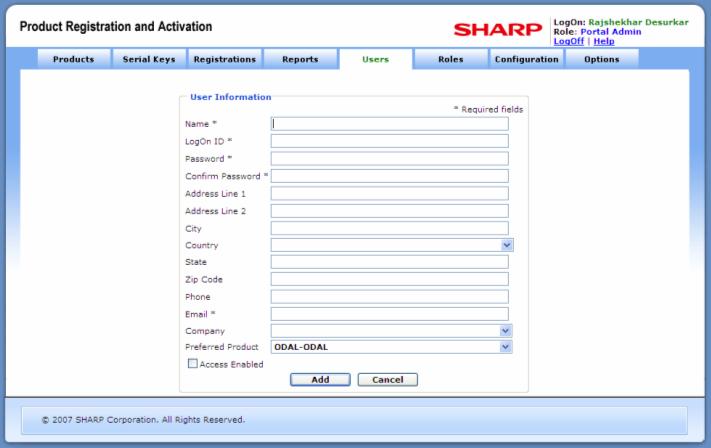 Product Registration and Activation
SHARP
LogOn: Rajshekhar Desurkar
Role: Portal Admin
LogOff | Help
Products Serial Keys Registrations Reports Users Roles Configuration Options
User Information
* Required fields
Name *
LogOn ID *
Password *
Confirm Password *
Address Line 1
Address Line 2
City
Country
State
Zip Code
Phone
Email *
Company
Preferred Product ODAL-ODAL
Access Enabled
Add Cancel
© 2007 SHARP Corporation. All Rights Reserved.